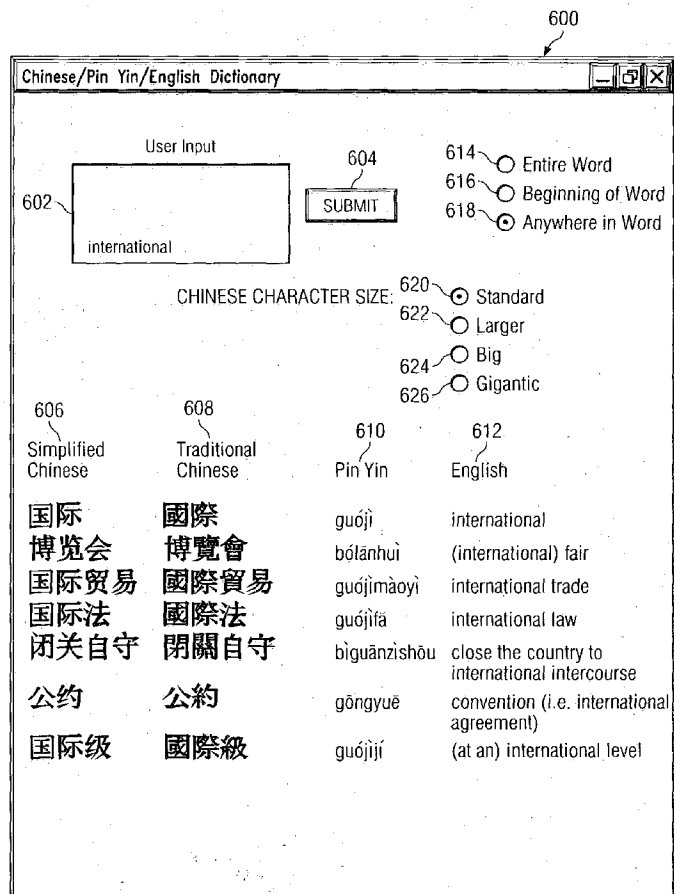 600
Chinese/Pin Yin/English Dictionary
User Input
602
international
604
SUBMIT
614 Entire Word
616 Beginning of Word
618 Anywhere in Word
CHINESE CHARACTER SIZE:
620 Standard
622 Larger
624 Big
626 Gigantic
606 608 610 612
Simplified Chinese Traditional Chinese Pin Yin English
国际 國際 guójì international
博览会 博覽會 bólānhuì (international) fair
国际贸易 國際貿易 guójìmàoyì international trade
国际法 國際法 guójìfā international law
闭关自守 閉關自守 bìguānzìshōu close the country to
international intercourse
公约 公約 gōngyuē convention (i.e. international
agreement)
国际级 國際級 guójìjí (at an) international level